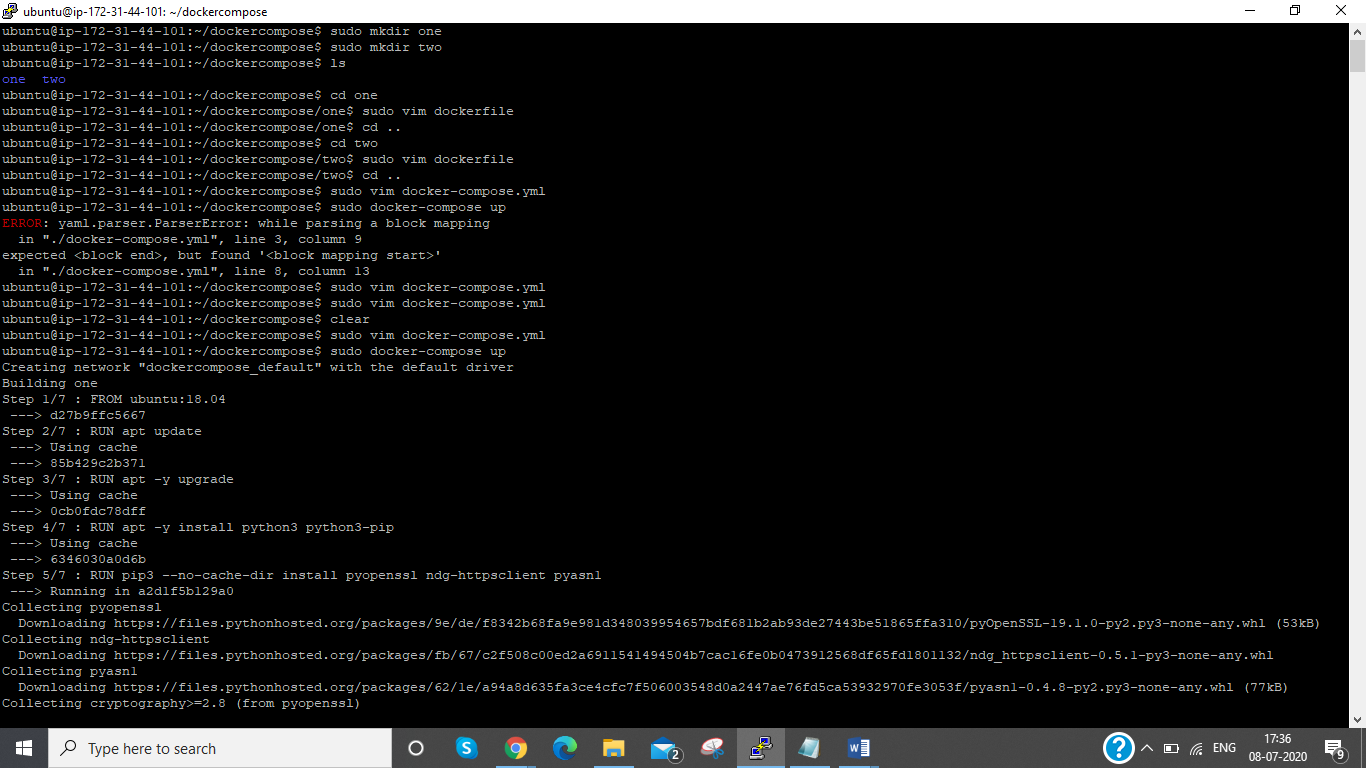 ubuntu@ip-172-31-44-101: ~/dockercompose
ubuntu@ip-172-31-44-101:~/dockercompose$ sudo mkdir one
ubuntu@ip-172-31-44-101:~/dockercompose$ sudo mkdir two
ubuntu@ip-172-31-44-101:~/dockercompose$ ls
one  two
ubuntu@ip-172-31-44-101:~/dockercompose$ cd one
ubuntu@ip-172-31-44-101:~/dockercompose/one$ sudo vim dockerfile
ubuntu@ip-172-31-44-101:~/dockercompose/one$ cd ..
ubuntu@ip-172-31-44-101:~/dockercompose$ cd two
ubuntu@ip-172-31-44-101:~/dockercompose/two$ sudo vim dockerfile
ubuntu@ip-172-31-44-101:~/dockercompose/two$ cd ..
ubuntu@ip-172-31-44-101:~/dockercompose$ sudo vim docker-compose.yml
ubuntu@ip-172-31-44-101:~/dockercompose$ sudo docker-compose up
ERROR: yaml.parser.ParserError: while parsing a block mapping
  in "./docker-compose.yml", line 3, column 9
expected <block end>, but found '<block mapping start>'
  in "./docker-compose.yml", line 8, column 13
ubuntu@ip-172-31-44-101:~/dockercompose$ sudo vim docker-compose.yml
ubuntu@ip-172-31-44-101:~/dockercompose$ sudo vim docker-compose.yml
ubuntu@ip-172-31-44-101:~/dockercompose$ clear
ubuntu@ip-172-31-44-101:~/dockercompose$ sudo vim docker-compose.yml
ubuntu@ip-172-31-44-101:~/dockercompose$ sudo docker-compose up
Creating network "dockercompose_default" with the default driver
Building one
Step 1/7 : FROM ubuntu:18.04
 ---> d27b9ffc5667
Step 2/7 : RUN apt update
 ---> Using cache
 ---> 85b429c2b371
Step 3/7 : RUN apt -y upgrade
 ---> Using cache
 ---> 0cb0fdc78dff
Step 4/7 : RUN apt -y install python3 python3-pip
 ---> Using cache
 ---> 6346030a0d6b
Step 5/7 : RUN pip3 --no-cache-dir install pyopenssl ndg-httpsclient pyasn1
 ---> Running in a2d1f5b129a0
Collecting pyopenssl
  Downloading https://files.pythonhosted.org/packages/9e/de/f8342b68fa9e981d348039954657bdf681b2ab93de27443be51865ffa310/pyOpenSSL-19.1.0-py2.py3-none-any.whl (53kB)
Collecting ndg-httpsclient
  Downloading https://files.pythonhosted.org/packages/fb/67/c2f508c00ed2a6911541494504b7cac16fe0b0473912568df65fd1801132/ndg_httpsclient-0.5.1-py3-none-any.whl
Collecting pyasn1
  Downloading https://files.pythonhosted.org/packages/62/1e/a94a8d635fa3ce4cfc7f506003548d0a2447ae76fd5ca53932970fe3053f/pyasn1-0.4.8-py2.py3-none-any.whl (77kB)
Collecting cryptography>=2.8 (from pyopenssl)
Type here to search
2
ENG
17:36
08-07-2020
9